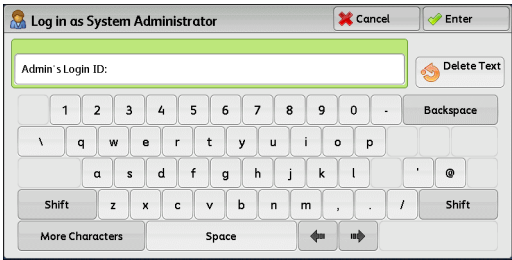 Log in as System Administrator Cancel Enter
Admin's Login ID: Delete Text
1 2 3 4 5 6 7 8 9 0 - Backspace
\ q w e r t y u i o p
a s d f g h j k l ' @
Shift z x c v b n m , . / Shift
More Characters Space